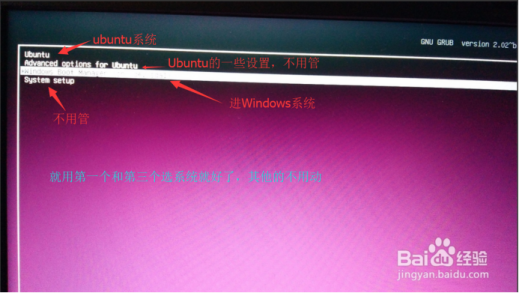 GNU GRUB version 2.02~b
ubuntu系统
Ubuntu
Advanced options for Ubuntu
Ubuntu的一些设置，不用管
System setup
进Windows系统
不用管
就用第一个和第三个选系统就好了，其他的不用动
Bai du 经验
jingyan.baidu.com